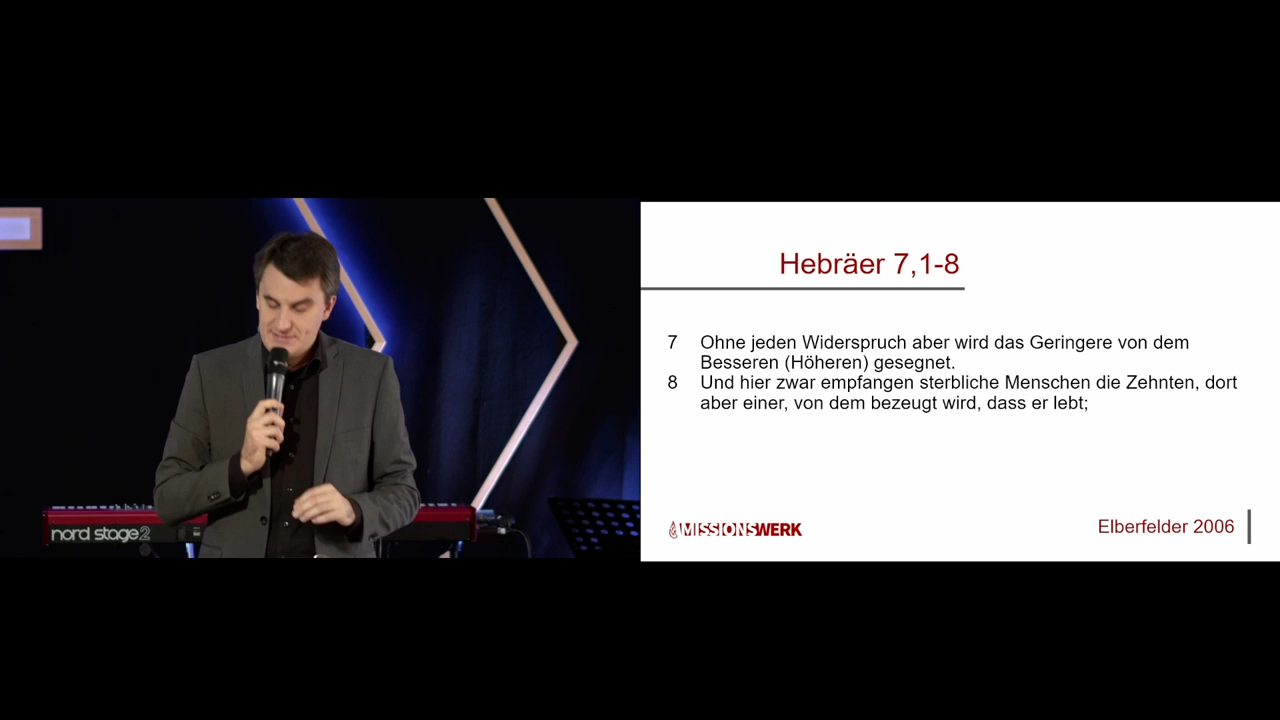 nord stage2
Hebräer 7,1-8
7 Ohne jeden Widerspruch aber wird das Geringere von dem
Besseren (Höheren) gesegnet.
8 Und hier zwar empfangen sterbliche Menschen die Zehnten, dort
aber einer, von dem bezeugt wird, dass er lebt;
MISSIONSWERK
Elberfelder 2006